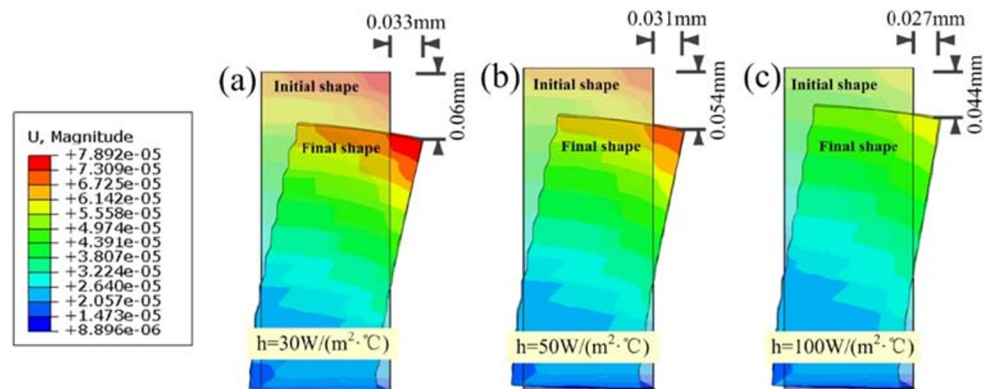 U, Magnitude
+7.892e-05
+7.309e-05
+6.725e-05
+6.142e-05
+5.558e-05
+4.974e-05
+4.391e-05
+3.807e-05
+3.224e-05
+2.640e-05
+2.057e-05
+1.473e-05
+8.896e-06
(a)
0.033mm
0.06mm
Initial shape
Final shape
h=30W/(m²·℃)
(b)
0.031mm
0.054mm
Initial shape
Final shape
h=50W/(m²·℃)
(c)
0.027mm
0.044mm
Initial shape
Final shape
h=100W/(m²·℃)